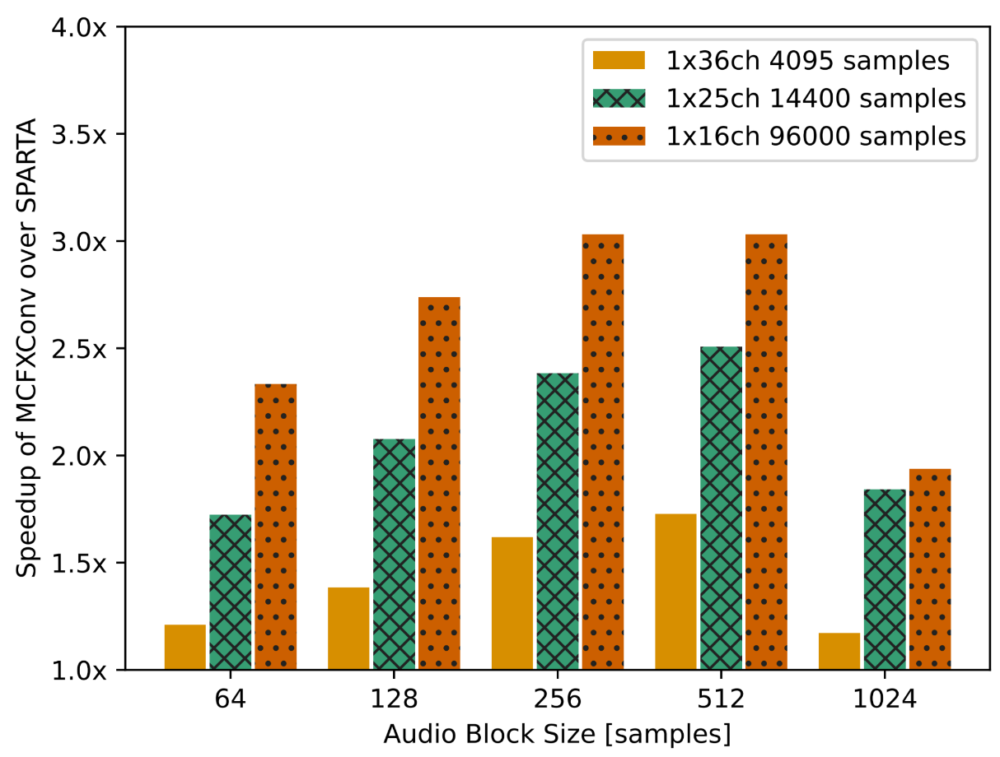 4.0x
3.5x
3.0x
2.5x
2.0x
1.5x
1.0x
Speedup of MCFXConv over SPARTA
1x36ch 4095 samples
1x25ch 14400 samples
1x16ch 96000 samples
64 128 256 512 1024
Audio Block Size [samples]